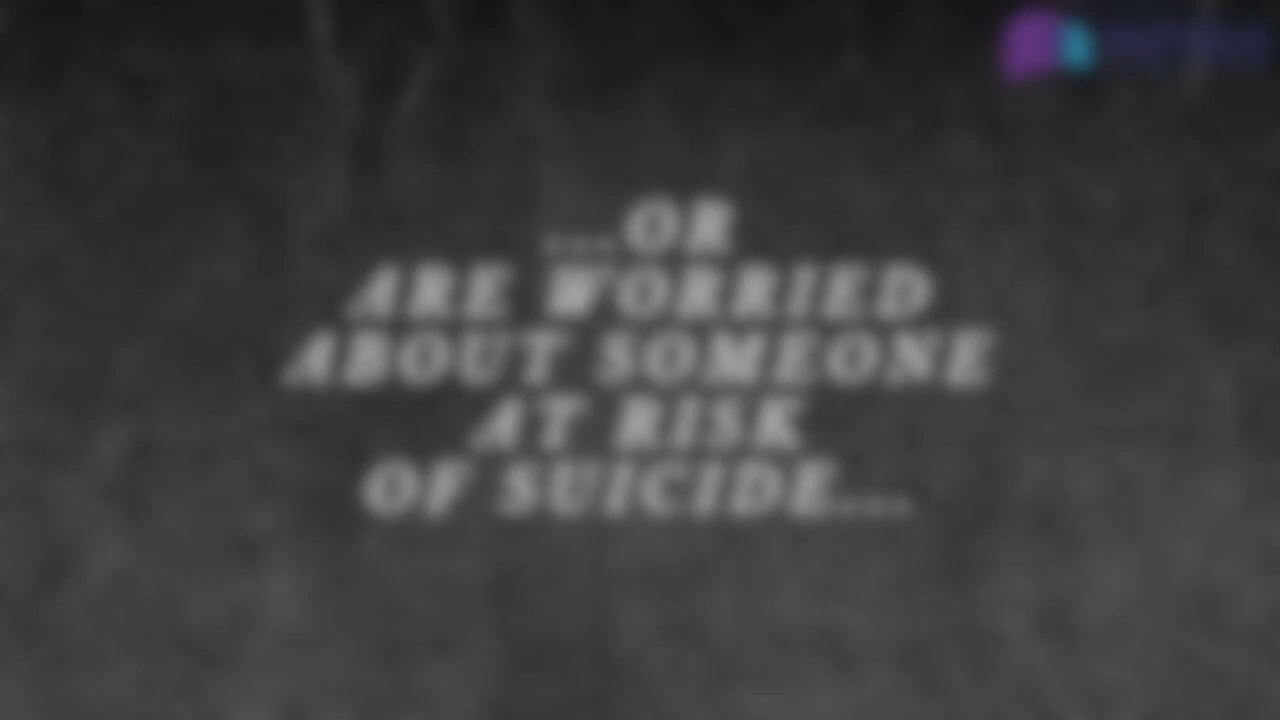 ...OR
ARE WORRIED
ABOUT SOMEONE
AT RISK
OF SUICIDE...